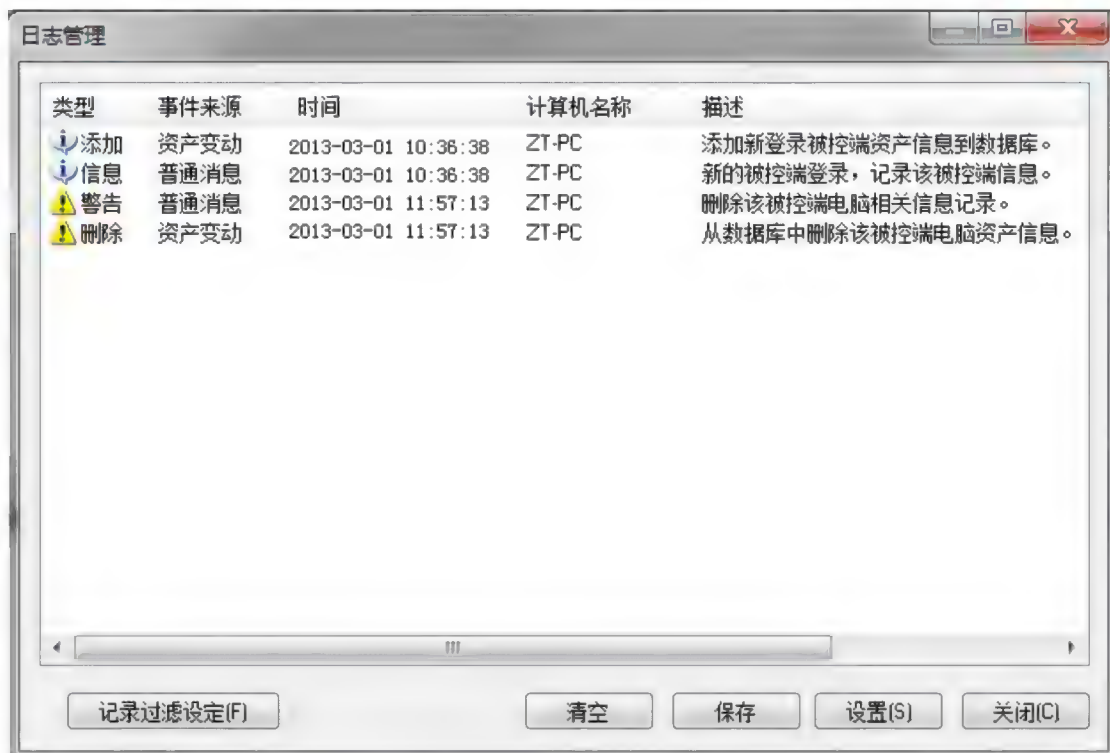 日志管理
类型 事件来源 时间 计算机名称 描述
添加 资产变动 2013-03-01 10:36:38 ZT-PC 添加新登录被控端资产信息到数据库。
信息 普通消息 2013-03-01 10:36:38 ZT-PC 新的被控端登录，记录该被控端信息。
警告 普通消息 2013-03-01 11:57:13 ZT-PC 删除该被控端电脑相关信息记录。
删除 资产变动 2013-03-01 11:57:13 ZT-PC 从数据库中删除该被控端电脑资产信息。
记录过滤设定(F) 清空 保存 设置(S) 关闭(C)